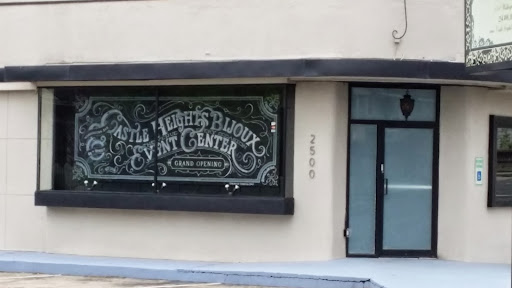 Castle Heights Bijoux
Event Center
Grand Opening
2500